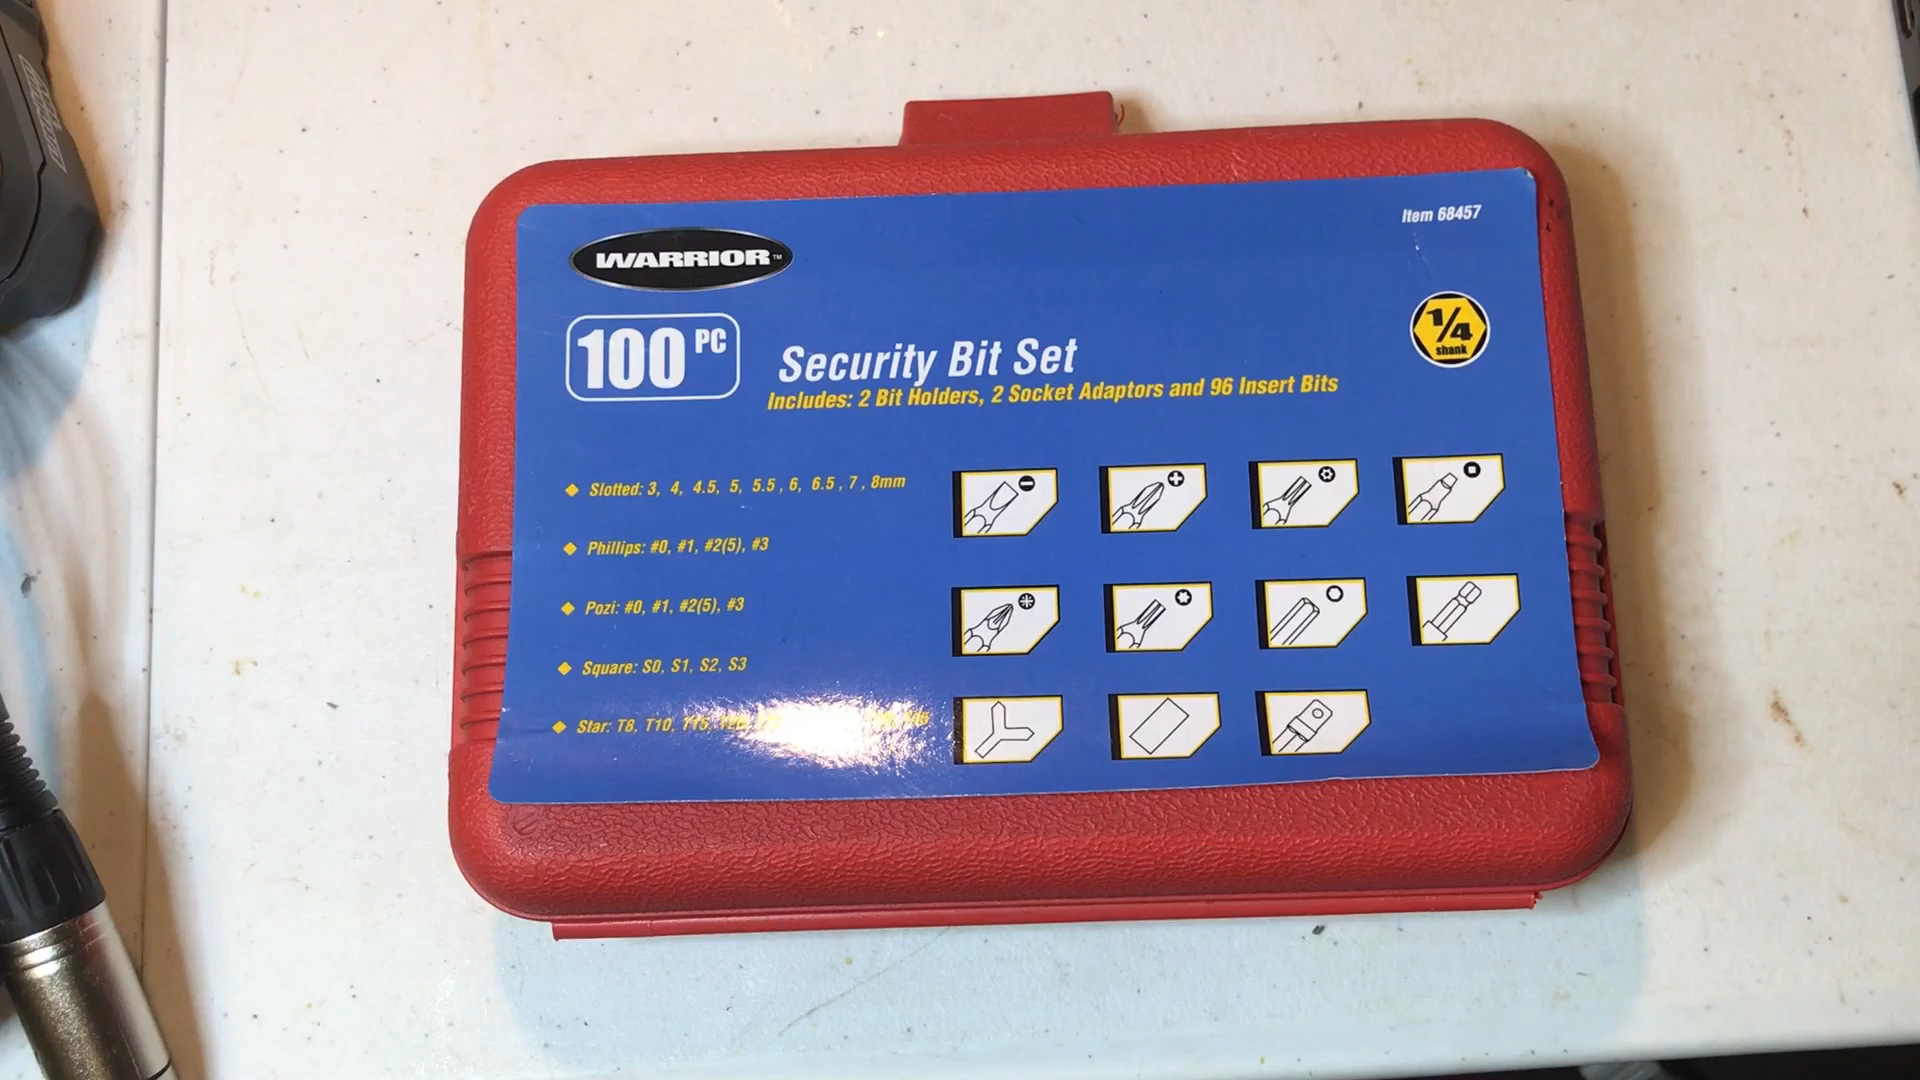 Item 68457
WARRIOR™
1/4
shank
100 PC
Security Bit Set
Includes: 2 Bit Holders, 2 Socket Adaptors and 96 Insert Bits
Slotted: 3, 4, 4.5, 5, 5.5, 6, 6.5, 7, 8mm
Phillips: #0, #1, #2(5), #3
Pozi: #0, #1, #2(5), #3
Square: S0, S1, S2, S3
Star: T8, T10, T15,